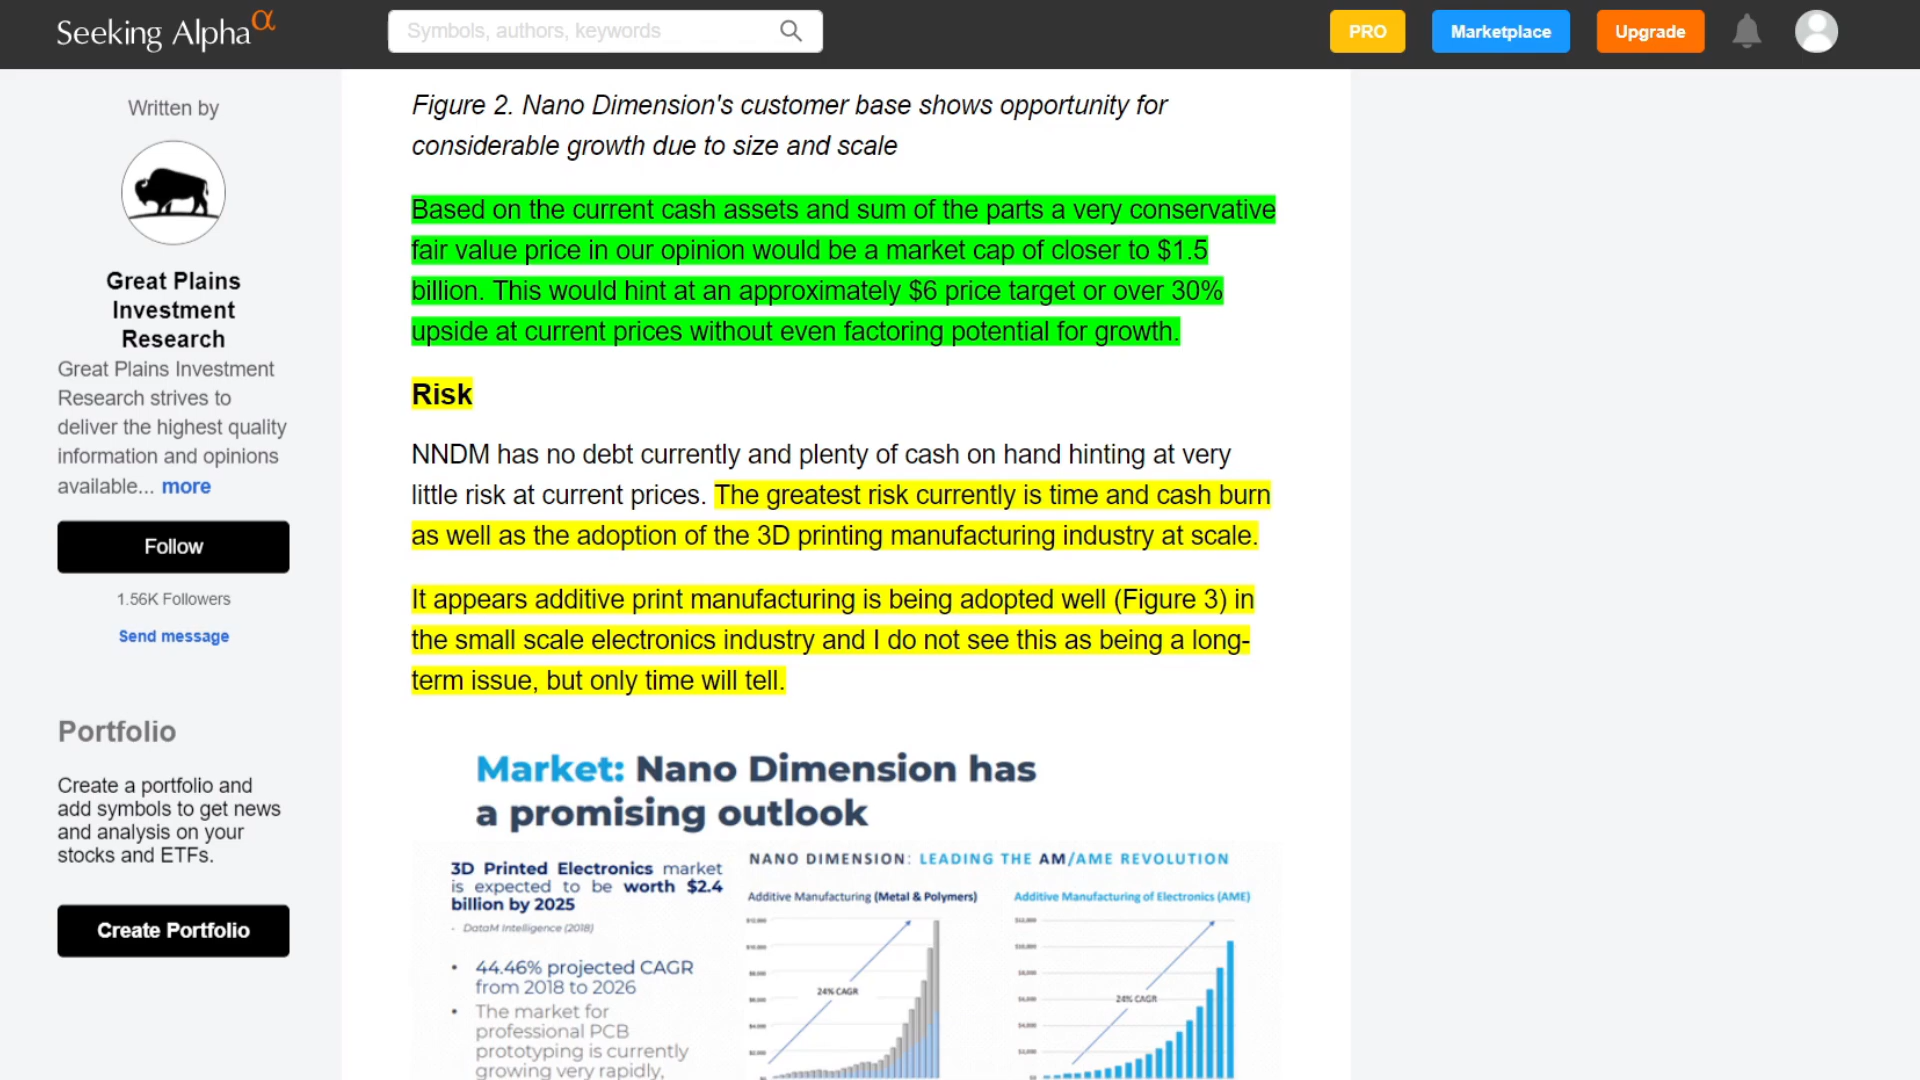 Seeking Alpha α
Symbols, authors, keywords
PRO
Marketplace
Upgrade
Written by
Great Plains
Investment
Research
Great Plains Investment
Research strives to
deliver the highest quality
information and opinions
available... more
Follow
1.56K Followers
Send message
Portfolio
Create a portfolio and
add symbols to get news
and analysis on your
stocks and ETFs.
Create Portfolio
Figure 2. Nano Dimension's customer base shows opportunity for
considerable growth due to size and scale
Based on the current cash assets and sum of the parts a very conservative
fair value price in our opinion would be a market cap of closer to $1.5
billion. This would hint at an approximately $6 price target or over 30%
upside at current prices without even factoring potential for growth.
Risk
NNDM has no debt currently and plenty of cash on hand hinting at very
little risk at current prices. The greatest risk currently is time and cash burn
as well as the adoption of the 3D printing manufacturing industry at scale.
It appears additive print manufacturing is being adopted well (Figure 3) in
the small scale electronics industry and I do not see this as being a long-
term issue, but only time will tell.
Market: Nano Dimension has
a promising outlook
3D Printed Electronics market
is expected to be worth $2.4
billion by 2025
- DataM Intelligence (2018)
• 44.46% projected CAGR
from 2018 to 2026
• The market for
professional PCB
prototyping is currently
growing very rapidly,
NANO DIMENSION: LEADING THE AM/AME REVOLUTION
Additive Manufacturing (Metal & Polymers)
24% CAGR
Additive Manufacturing of Electronics (AME)
24% CAGR